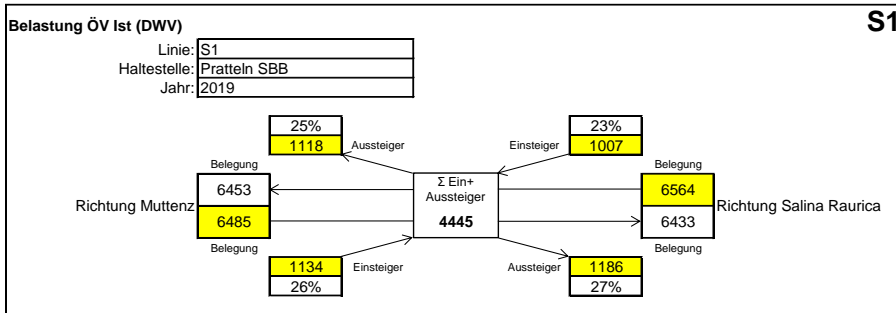 Belastung ÖV Ist (DWV)
S1
Linie: S1
Haltestelle: Pratteln SBB
Jahr: 2019
25%
23%
1118
Aussteiger
Einsteiger
1007
Belegung
Σ Ein+
Aussteiger
4445
Belegung
6453
6564
Richtung Muttenz
Richtung Salina Raurica
6485
6433
Belegung
Belegung
1134
Einsteiger
Aussteiger
1186
26%
27%